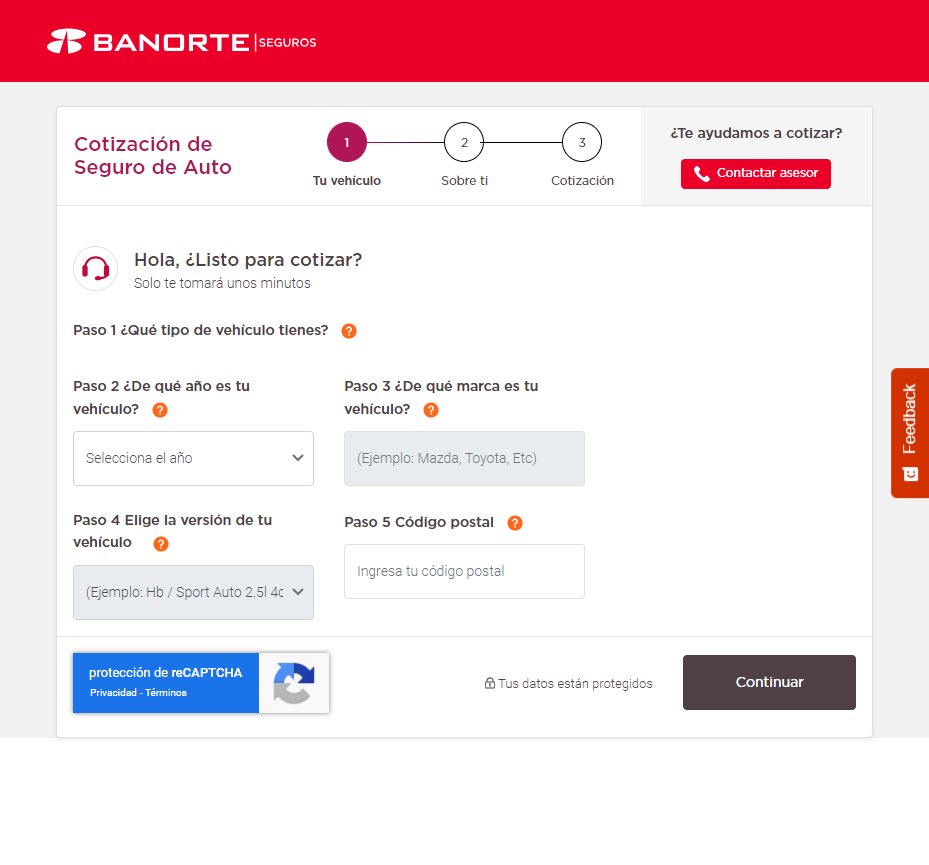 BANORTE | SEGUROS
Cotización de
Seguro de Auto
1
Tu vehículo
2
Sobre ti
3
Cotización
¿Te ayudamos a cotizar?
Contactar asesor
Hola, ¿Listo para cotizar?
Solo te tomará unos minutos
Paso 1 ¿Qué tipo de vehículo tienes? ?
Paso 2 ¿De qué año es tu
vehículo? ?
Selecciona el año
Paso 3 ¿De qué marca es tu
vehículo? ?
(Ejemplo: Mazda, Toyota, Etc)
Paso 4 Elige la versión de tu
vehículo ?
(Ejemplo: Hb / Sport Auto 2.5l 4c
Paso 5 Código postal ?
Ingresa tu código postal
protección de reCAPTCHA
Privacidad - Términos
Tus datos están protegidos
Continuar
Feedback